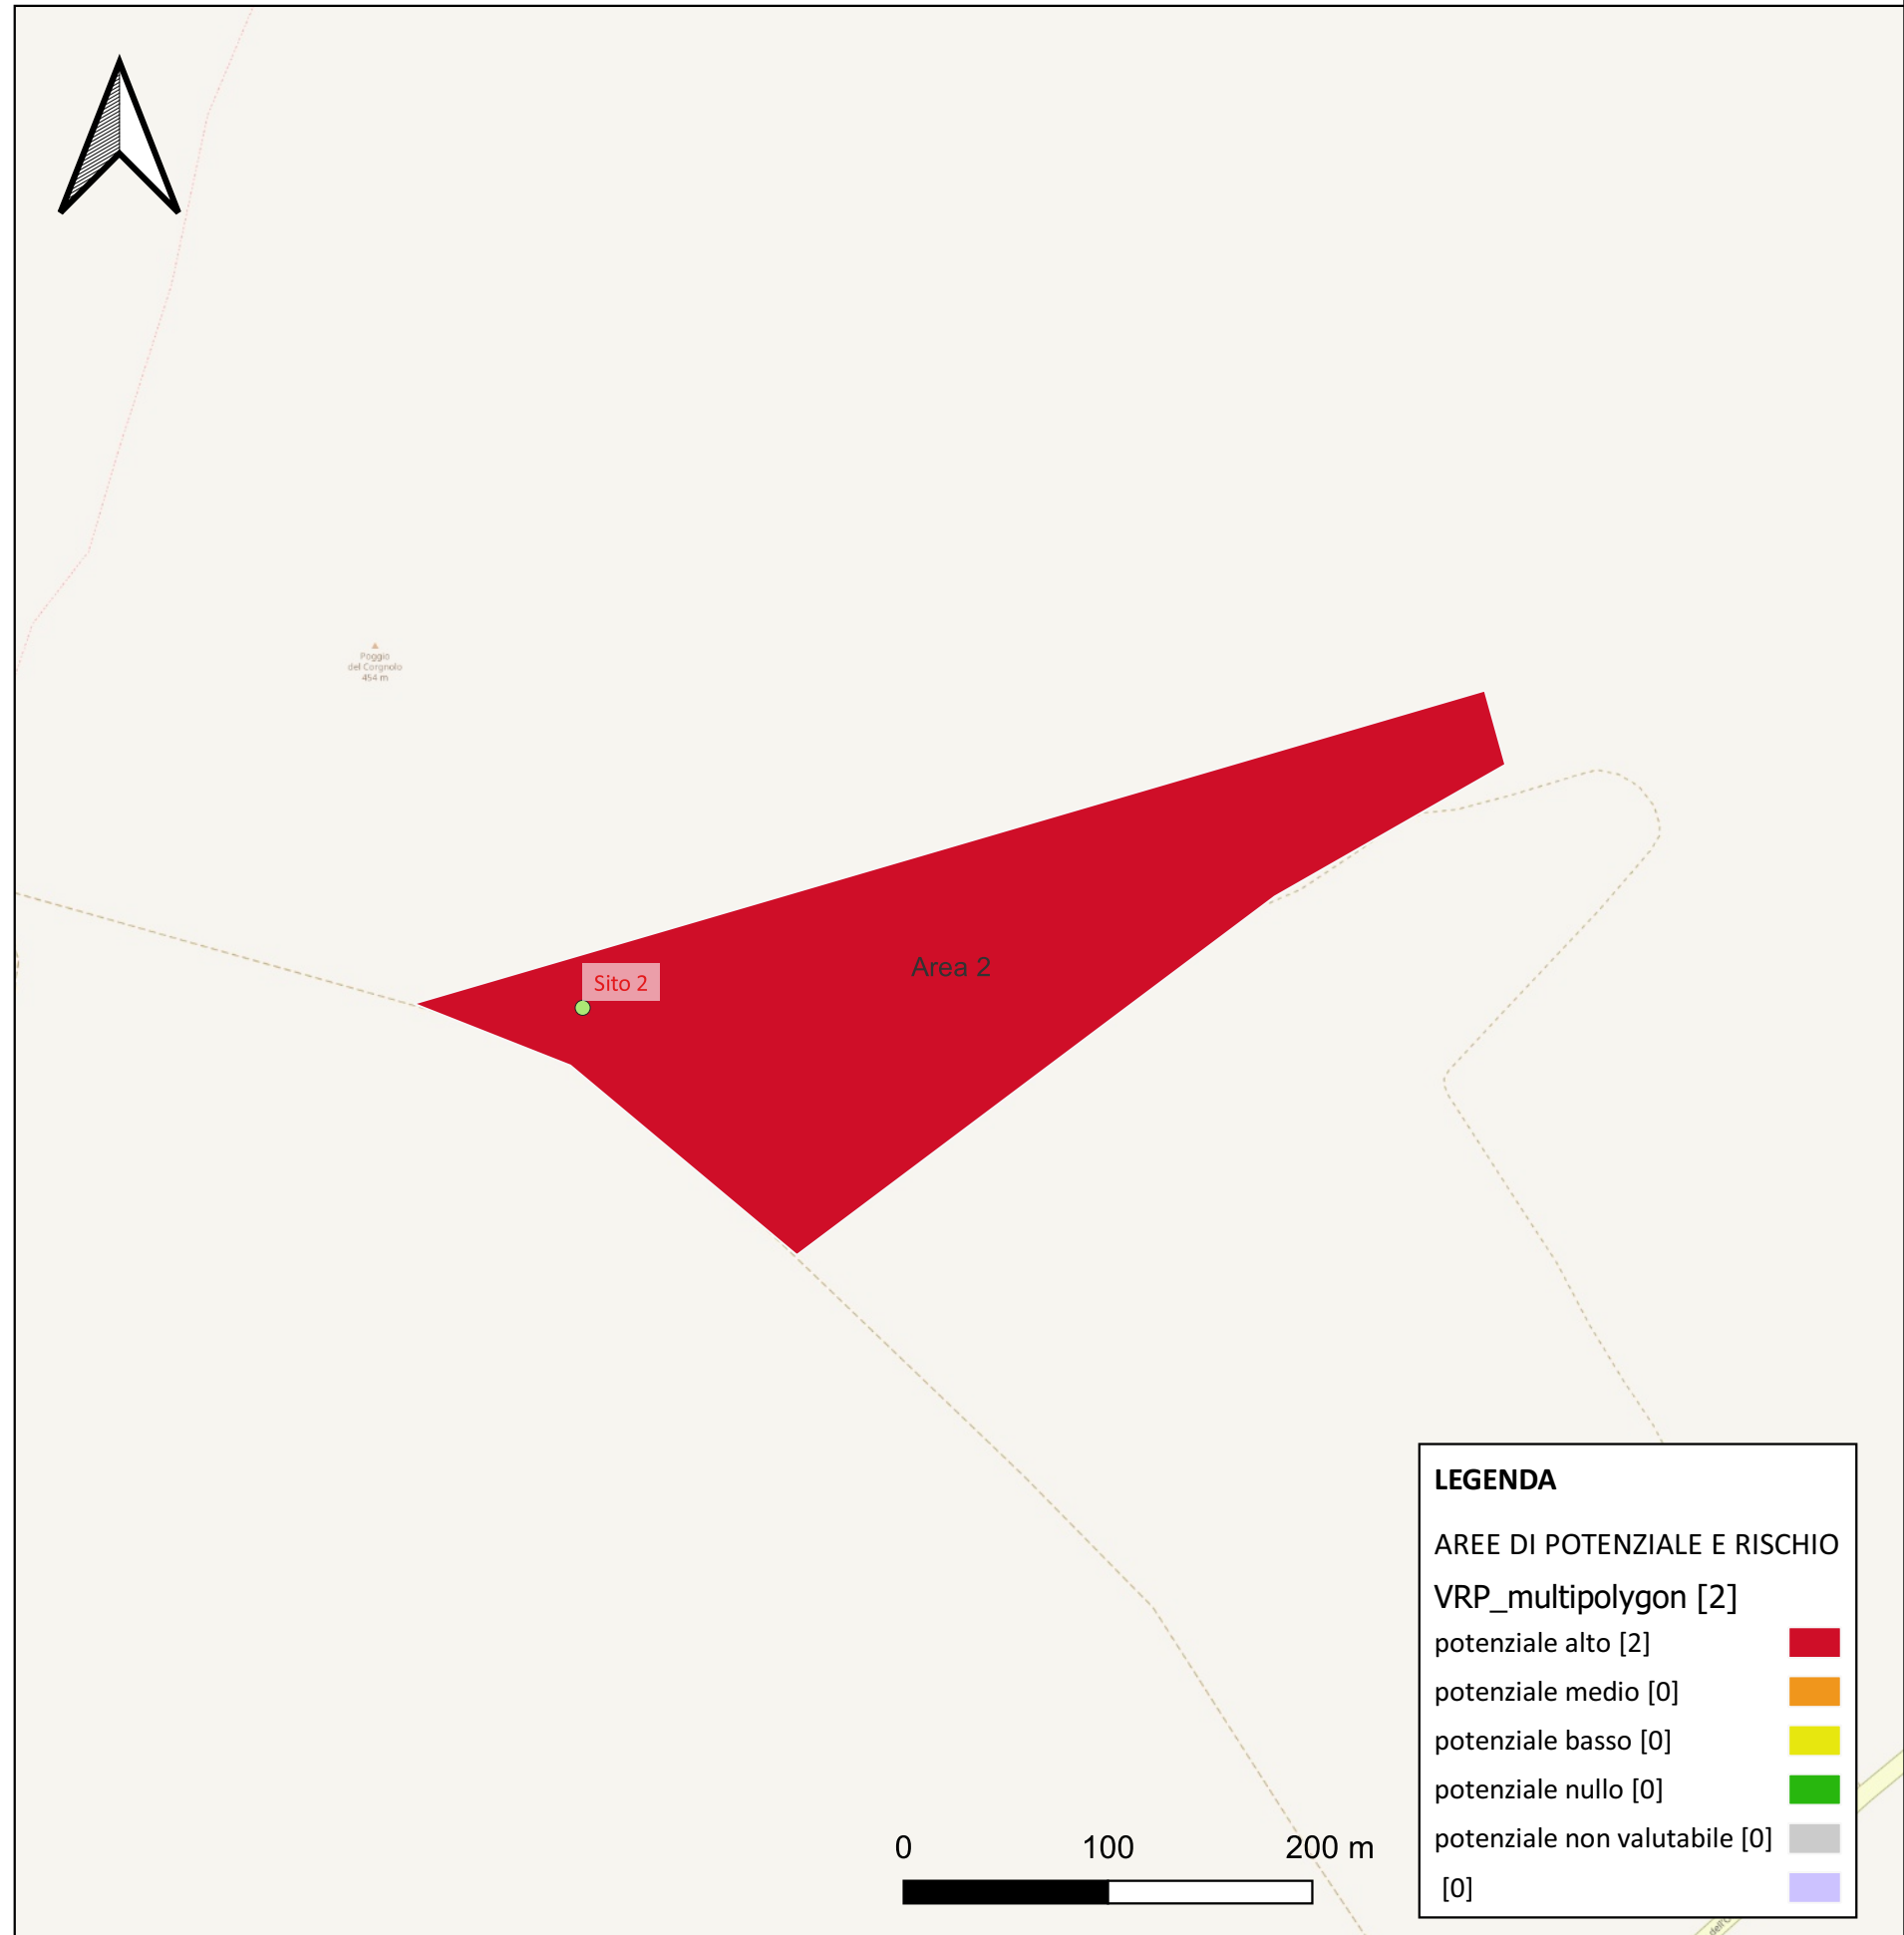 Poggio
del Corgnolo
454 m
Sito 2
Area 2
LEGENDA
AREE DI POTENZIALE E RISCHIO
VRP_multipolygon [2]
potenziale alto [2]
potenziale medio [0]
potenziale basso [0]
potenziale nullo [0]
potenziale non valutabile [0]
[0]
0 100 200 m